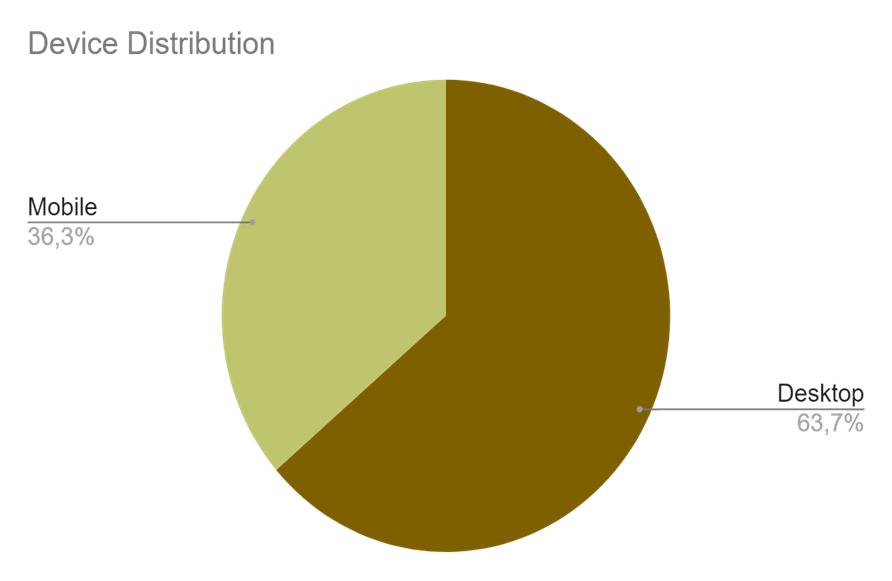 Device Distribution
Mobile
36,3%
Desktop
63,7%